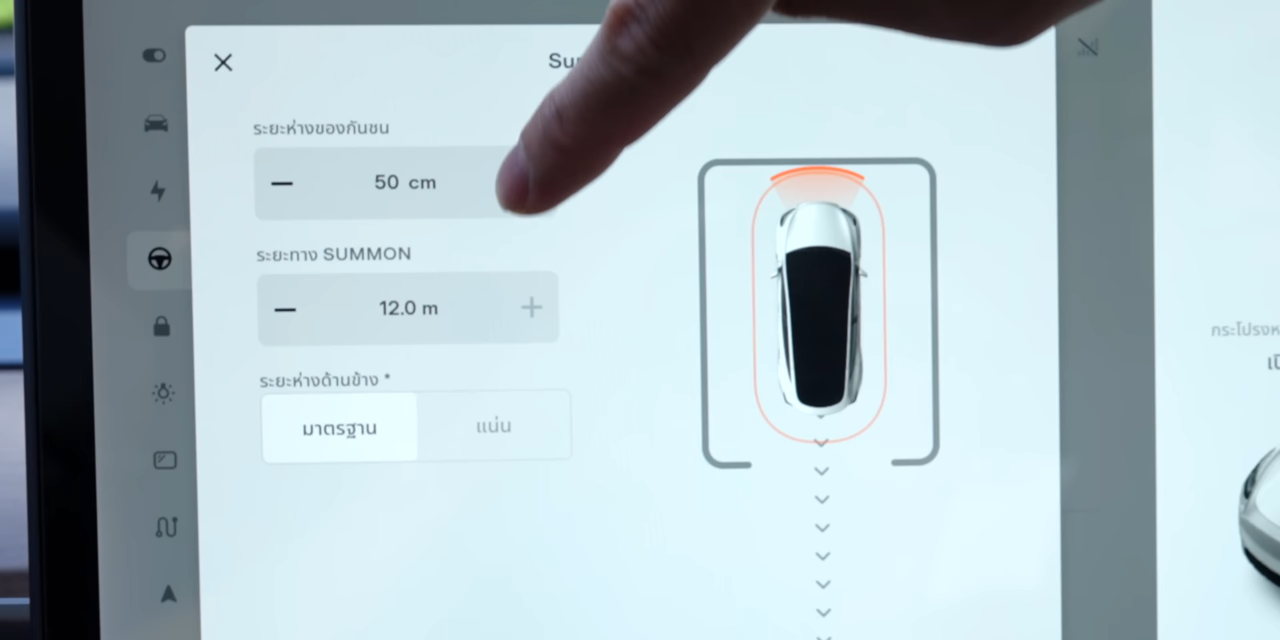 ระยะห่างของกันชน
50 cm
ระยะทาง SUMMON
12.0 m
ระยะห่างด้านข้าง *
มาตรฐาน
แน่น